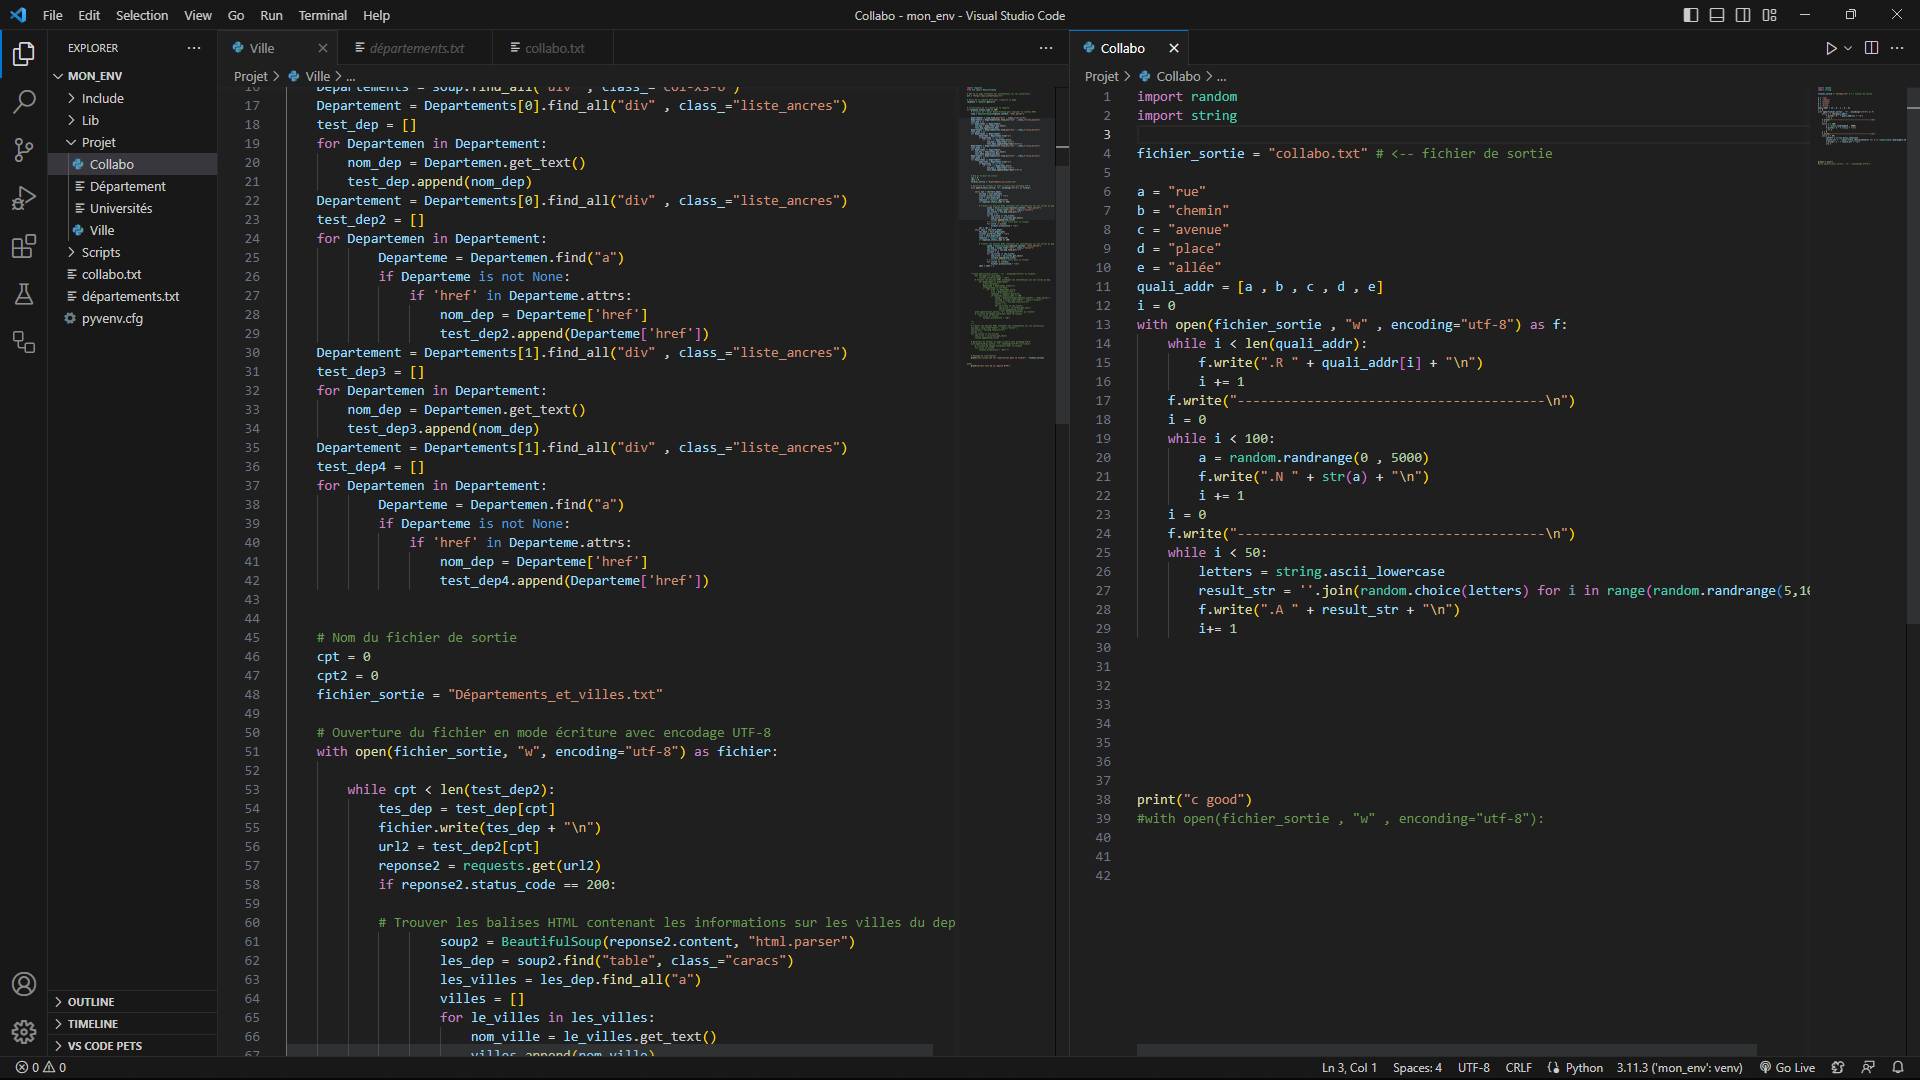 File Edit Selection View Go Run Terminal Help
Collabo - mon_env - Visual Studio Code
EXPLORER
MON_ENV
Include
Lib
Projet
Collabo
Département
Universités
Ville
Scripts
collabo.txt
départements.txt
pyvenv.cfg
OUTLINE
TIMELINE
VS CODE PETS
Ville départements.txt collabo.txt
Projet > Ville > ...
16 Departements = soup.find_all("div" , class_="col-xs-6")
17 Departement = Departements[0].find_all("div" , class_="liste_ancres")
18 test_dep = []
19 for Departemen in Departement:
20 nom_dep = Departemen.get_text()
21 test_dep.append(nom_dep)
22 Departement = Departements[0].find_all("div" , class_="liste_ancres")
23 test_dep2 = []
24 for Departemen in Departement:
25 Departeme = Departemen.find("a")
26 if Departeme is not None:
27 if 'href' in Departeme.attrs:
28 nom_dep = Departeme['href']
29 test_dep2.append(Departeme['href'])
30 Departement = Departements[1].find_all("div" , class_="liste_ancres")
31 test_dep3 = []
32 for Departemen in Departement:
33 nom_dep = Departemen.get_text()
34 test_dep3.append(nom_dep)
35 Departement = Departements[1].find_all("div" , class_="liste_ancres")
36 test_dep4 = []
37 for Departemen in Departement:
38 Departeme = Departemen.find("a")
39 if Departeme is not None:
40 if 'href' in Departeme.attrs:
41 nom_dep = Departeme['href']
42 test_dep4.append(Departeme['href'])
43
44
45 # Nom du fichier de sortie
46 cpt = 0
47 cpt2 = 0
48 fichier_sortie = "Départements_et_villes.txt"
49
50 # Ouverture du fichier en mode écriture avec encodage UTF-8
51 with open(fichier_sortie, "w", encoding="utf-8") as fichier:
52
53 while cpt < len(test_dep2):
54 tes_dep = test_dep[cpt]
55 fichier.write(tes_dep + "\n")
56 url2 = test_dep2[cpt]
57 reponse2 = requests.get(url2)
58 if reponse2.status_code == 200:
59
60 # Trouver les balises HTML contenant les informations sur les villes du dep
61 soup2 = BeautifulSoup(reponse2.content, "html.parser")
62 les_dep = soup2.find("table", class_="caracs")
63 les_villes = les_dep.find_all("a")
64 villes = []
65 for le_villes in les_villes:
66 nom_ville = le_villes.get_text()
67 villes.append(nom_ville)
Collabo
Projet > Collabo > ...
1 import random
2 import string
3
4 fichier_sortie = "collabo.txt" # <-- fichier de sortie
5
6 a = "rue"
7 b = "chemin"
8 c = "avenue"
9 d = "place"
10 e = "allée"
11 quali_addr = [a , b , c , d , e]
12 i = 0
13 with open(fichier_sortie , "w" , encoding="utf-8") as f:
14 while i < len(quali_addr):
15 f.write(".R " + quali_addr[i] + "\n")
16 i += 1
17 f.write("----------------------------------------\n")
18 i = 0
19 while i < 100:
20 a = random.randrange(0 , 5000)
21 f.write(".N " + str(a) + "\n")
22 i += 1
23 i = 0
24 f.write("----------------------------------------\n")
25 while i < 50:
26 letters = string.ascii_lowercase
27 result_str = ''.join(random.choice(letters) for i in range(random.randrange(5,10
28 f.write(".A " + result_str + "\n")
29 i+= 1
30
31
32
33
34
35
36
37
38 print("c good")
39 #with open(fichier_sortie , "w" , enconding="utf-8"):
40
41
42
0 0
Ln 3, Col 1 Spaces: 4 UTF-8 CRLF Python 3.11.3 ('mon_env': venv) Go Live